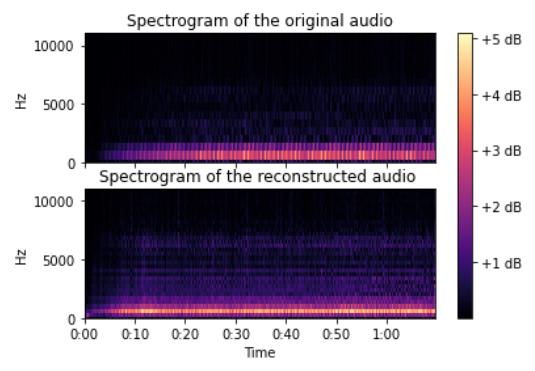 Spectrogram of the original audio
10000
5000
0
Hz
+5 dB
+4 dB
+3 dB
+2 dB
+1 dB
Spectrogram of the reconstructed audio
10000
5000
0
Hz
0:00 0:10 0:20 0:30 0:40 0:50 1:00
Time